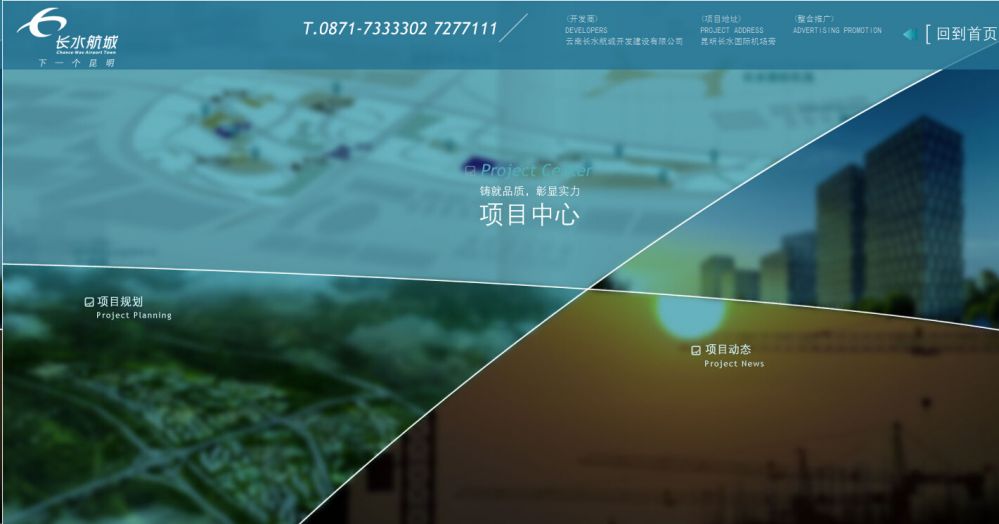 长水航城
Chance Wac Airport Town
下一个昆明
T.0871-7333302 7277111
(开发商)
DEVELOPERS
云南长水航城开发建设有限公司
(项目地址)
PROJECT ADDRESS
昆明长水国际机场旁
(整合推广)
ADVERTISING PROMOTION
[ 回到首页
Project Center
铸就品质，彰显实力
项目中心
项目规划
Project Planning
项目动态
Project News